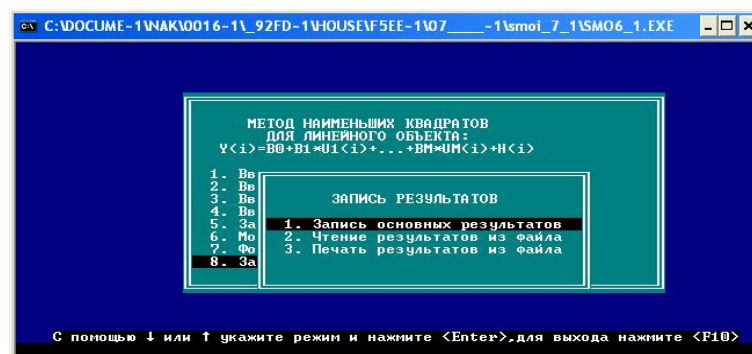 C:\DOCUME~1\NAK\0016~1\_92FD~1\HOUSE\F5EE~1\07____~1\smoi_7_1\SMO6_1.EXE
МЕТОД НАИМЕНЬШИХ КВАДРАТОВ
ДЛЯ ЛИНЕЙНОГО ОБЪЕКТА:
Y(i)=B0+B1*U1(i)+...+BM*UM(i)+H(i)
1. Вв
2. Вв
3. Вв
4. Вв
5. За
6. Мо
7. Фо
8. За
ЗАПИСЬ РЕЗУЛЬТАТОВ
1. Запись основных результатов
2. Чтение результатов из файла
3. Печать результатов из файла
С помощью ↓ или ↑ укажите режим и нажмите <Enter>,для выхода нажмите <F10>